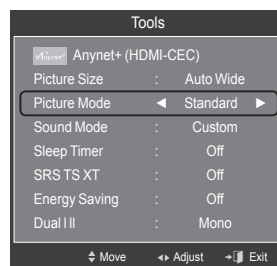 Tools
Anynet+ Anynet+ (HDMI-CEC)
Picture Size : Auto Wide
Picture Mode ◄ Standard ►
Sound Mode : Custom
Sleep Timer : Off
SRS TS XT : Off
Energy Saving : Off
Dual l ll : Mono
Move Adjust Exit